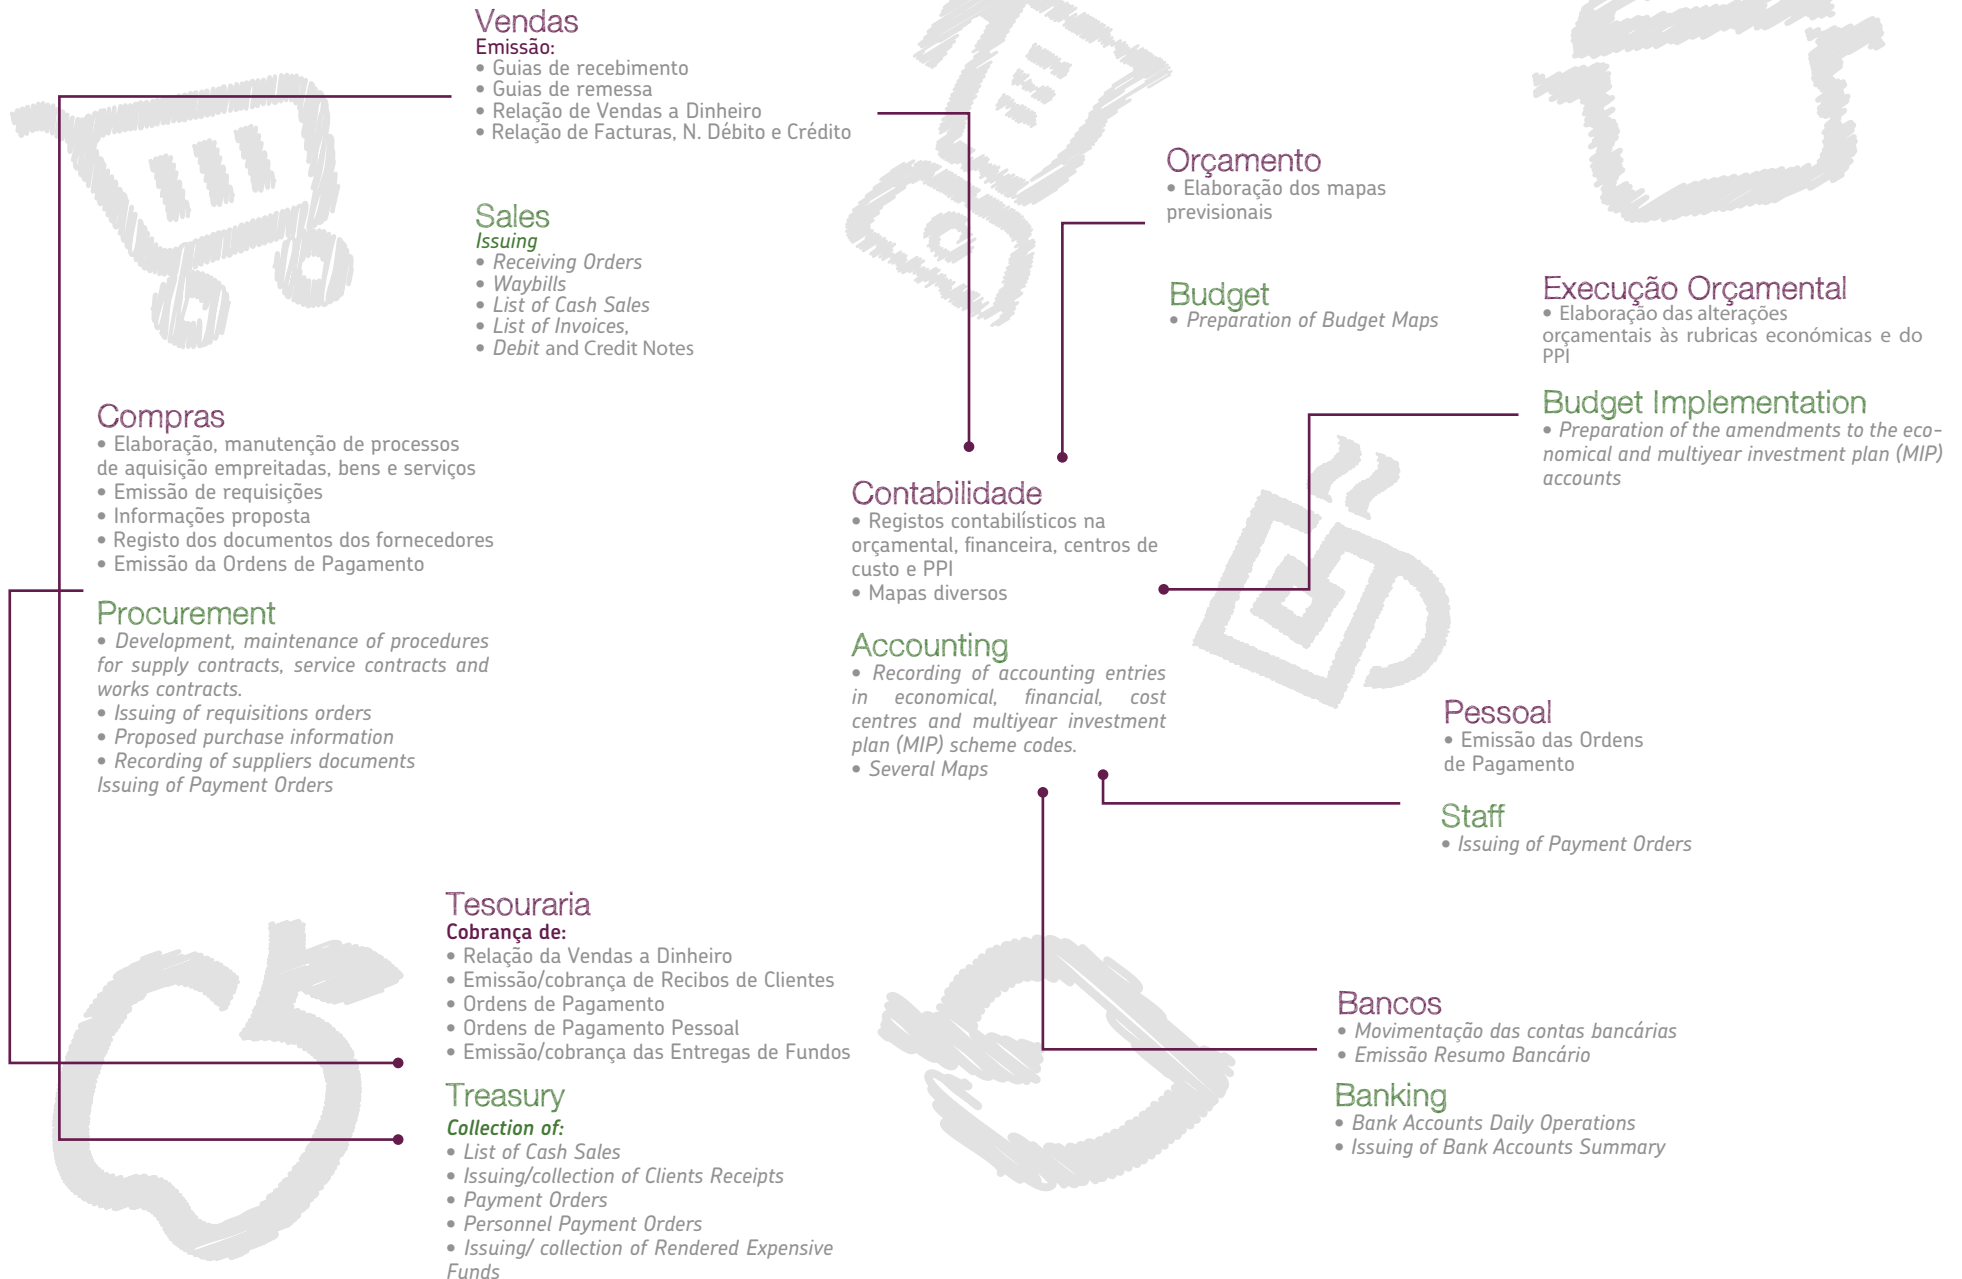 Vendas
Emissão:
• Guias de recebimento
• Guias de remessa
• Relação de Vendas a Dinheiro
• Relação de Facturas, N. Débito e Crédito
Sales
Issuing
• Receiving Orders
• Waybills
• List of Cash Sales
• List of Invoices,
• Debit and Credit Notes
Orçamento
• Elaboração dos mapas
previsionais
Budget
• Preparation of Budget Maps
Execução Orçamental
• Elaboração das alterações
orçamentais às rubricas económicas e do
PPI
Budget Implementation
• Preparation of the amendments to the eco-
nomical and multiyear investment plan (MIP)
accounts
Compras
• Elaboração, manutenção de processos
de aquisição empreitadas, bens e serviços
• Emissão de requisições
• Informações proposta
• Registo dos documentos dos fornecedores
• Emissão da Ordens de Pagamento
Procurement
• Development, maintenance of procedures
for supply contracts, service contracts and
works contracts.
• Issuing of requisitions orders
• Proposed purchase information
• Recording of suppliers documents
Issuing of Payment Orders
Contabilidade
• Registos contabilísticos na
orçamental, financeira, centros de
custo e PPI
• Mapas diversos
Accounting
• Recording of accounting entries
in economical, financial, cost
centres and multiyear investment
plan (MIP) scheme codes.
• Several Maps
Pessoal
• Emissão das Ordens
de Pagamento
Staff
• Issuing of Payment Orders
Tesouraria
Cobrança de:
• Relação da Vendas a Dinheiro
• Emissão/cobrança de Recibos de Clientes
• Ordens de Pagamento
• Ordens de Pagamento Pessoal
• Emissão/cobrança das Entregas de Fundos
Treasury
Collection of:
• List of Cash Sales
• Issuing/collection of Clients Receipts
• Payment Orders
• Personnel Payment Orders
• Issuing/ collection of Rendered Expensive
Funds
Bancos
• Movimentação das contas bancárias
• Emissão Resumo Bancário
Banking
• Bank Accounts Daily Operations
• Issuing of Bank Accounts Summary